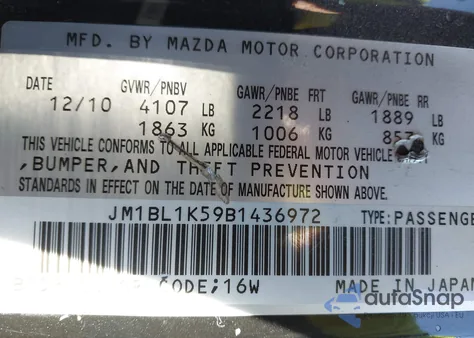 MFD. BY MAZDA MOTOR CORPORATION
DATE GVWR/PNBV GAWR/PNBE FRT GAWR/PNBE RR
12/10 4107 LB 2218 LB 1889 LB
1863 KG 1006 KG 857 KG
THIS VEHICLE CONFORMS TO ALL APPLICABLE FEDERAL MOTOR VEHICLE
,BUMPER,AND THEFT PREVENTION
STANDARDS IN EFFECT ON THE DATE OF MANUFACTURE SHOWN ABOVE.
JM1BL1K59B1436972 TYPE:PASSENGE
CODE;16W MADE IN JAPAN
autoSnap